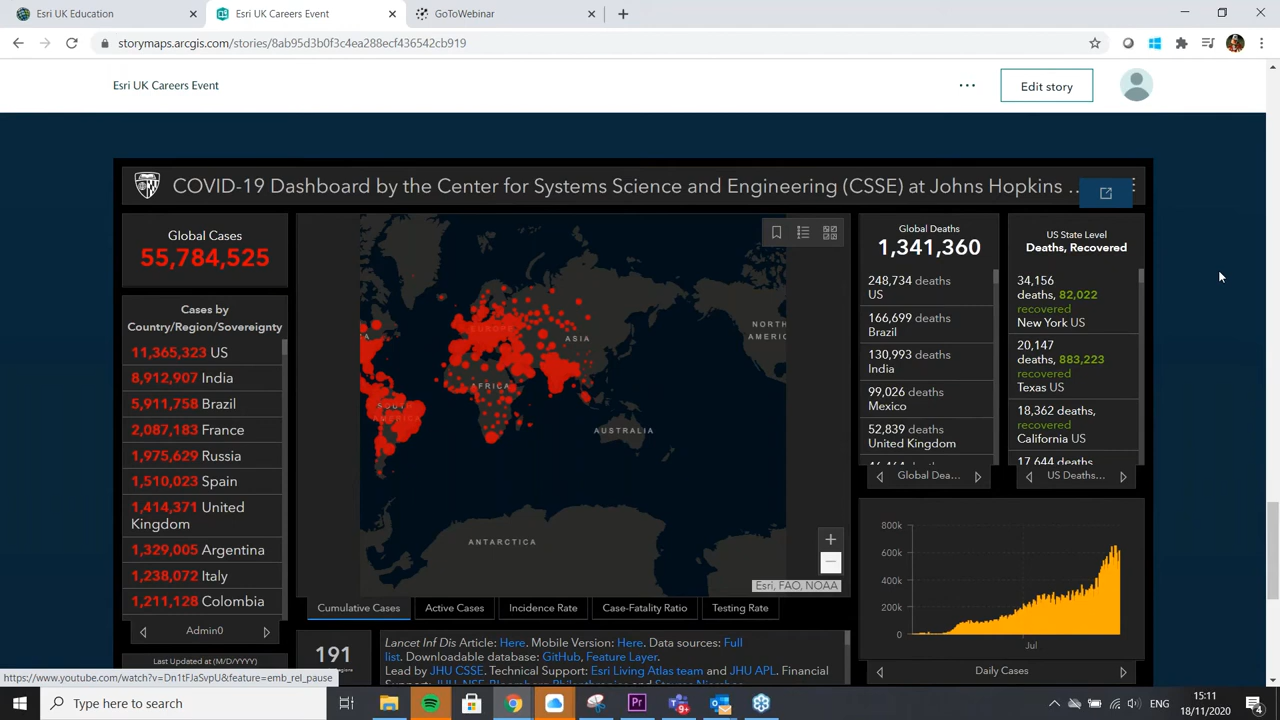 Esri UK Education
Esri UK Careers Event
GoToWebinar
storymaps.arcgis.com/stories/8ab95d3b0f3c4ea288ecf436542cb919
Esri UK Careers Event
Edit story
COVID-19 Dashboard by the Center for Systems Science and Engineering (CSSE) at Johns Hopkins ...
Global Cases
55,784,525
Cases by
Country/Region/Sovereignty
11,365,323 US
8,912,907 India
5,911,758 Brazil
2,087,183 France
1,975,629 Russia
1,510,023 Spain
1,414,371 United
Kingdom
1,329,005 Argentina
1,238,072 Italy
1,211,128 Colombia
Admin0
Last Updated at (M/D/YYYY)
EUROPE
ASIA
AFRICA
SOUTH
AMERICA
NORTH
AMERIC
AUSTRALIA
ANTARCTICA
Esri, FAO, NOAA
Cumulative Cases
Active Cases
Incidence Rate
Case-Fatality Ratio
Testing Rate
191
Lancet Inf Dis Article: Here. Mobile Version: Here. Data sources: Full
list. Downloadable database: GitHub, Feature Layer.
Lead by JHU CSSE. Technical Support: Esri Living Atlas team and JHU APL. Financial
Global Deaths
1,341,360
248,734 deaths
US
166,699 deaths
Brazil
130,993 deaths
India
99,026 deaths
Mexico
52,839 deaths
United Kingdom
Global Dea...
US State Level
Deaths, Recovered
34,156
deaths, 82,022
recovered
New York US
20,147
deaths, 883,223
recovered
Texas US
18,362 deaths,
recovered
California US
17,644 deaths,
US Deaths...
800k
600k
400k
200k
0
Jul
Daily Cases
https://www.youtube.com/watch?v=Dn1tFJaSvpU&feature=emb_rel_pause
Type here to search
15:11
18/11/2020